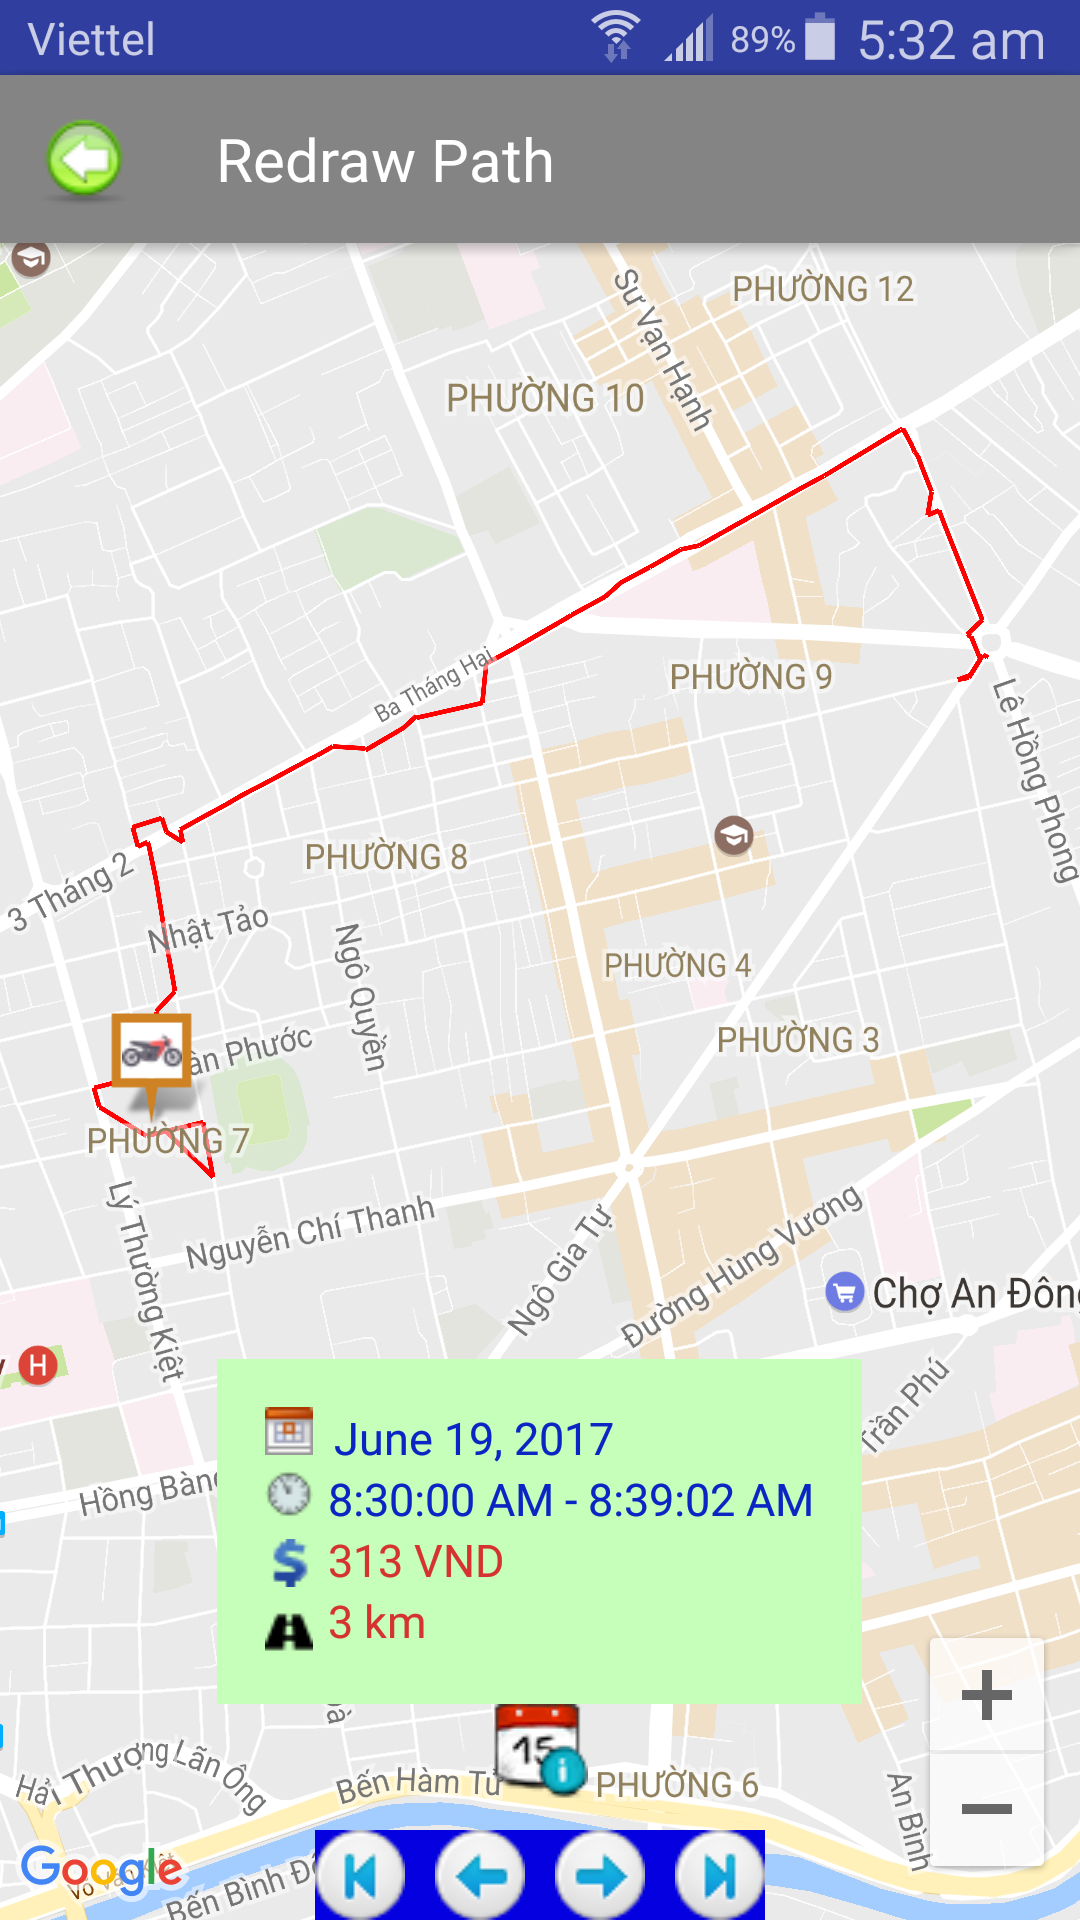 Viettel 89% 5:32 am
Redraw Path
PHƯỜNG 12
Sư Vạn Hạnh
PHƯỜNG 10
Ba Tháng Hai
PHƯỜNG 9
Lê Hồng Phong
PHƯỜNG 8
3 Tháng 2
Nhật Tảo
Ngô Quyền
PHƯỜNG 4
PHƯỜNG 3
Phước
PHƯỜNG 7
Lý Thường Kiệt
Nguyễn Chí Thanh
Ngô Gia Tự
Đường Hùng Vương
Chợ An Đông
H
Trần Phú
Hồng Bàng
June 19, 2017
8:30:00 AM - 8:39:02 AM
313 VND
3 km
+
15
Hải Thượng Lãn Ông
Bến Hàm Tử
PHƯỜNG 6
An Bình
−
Google
Bến Bình